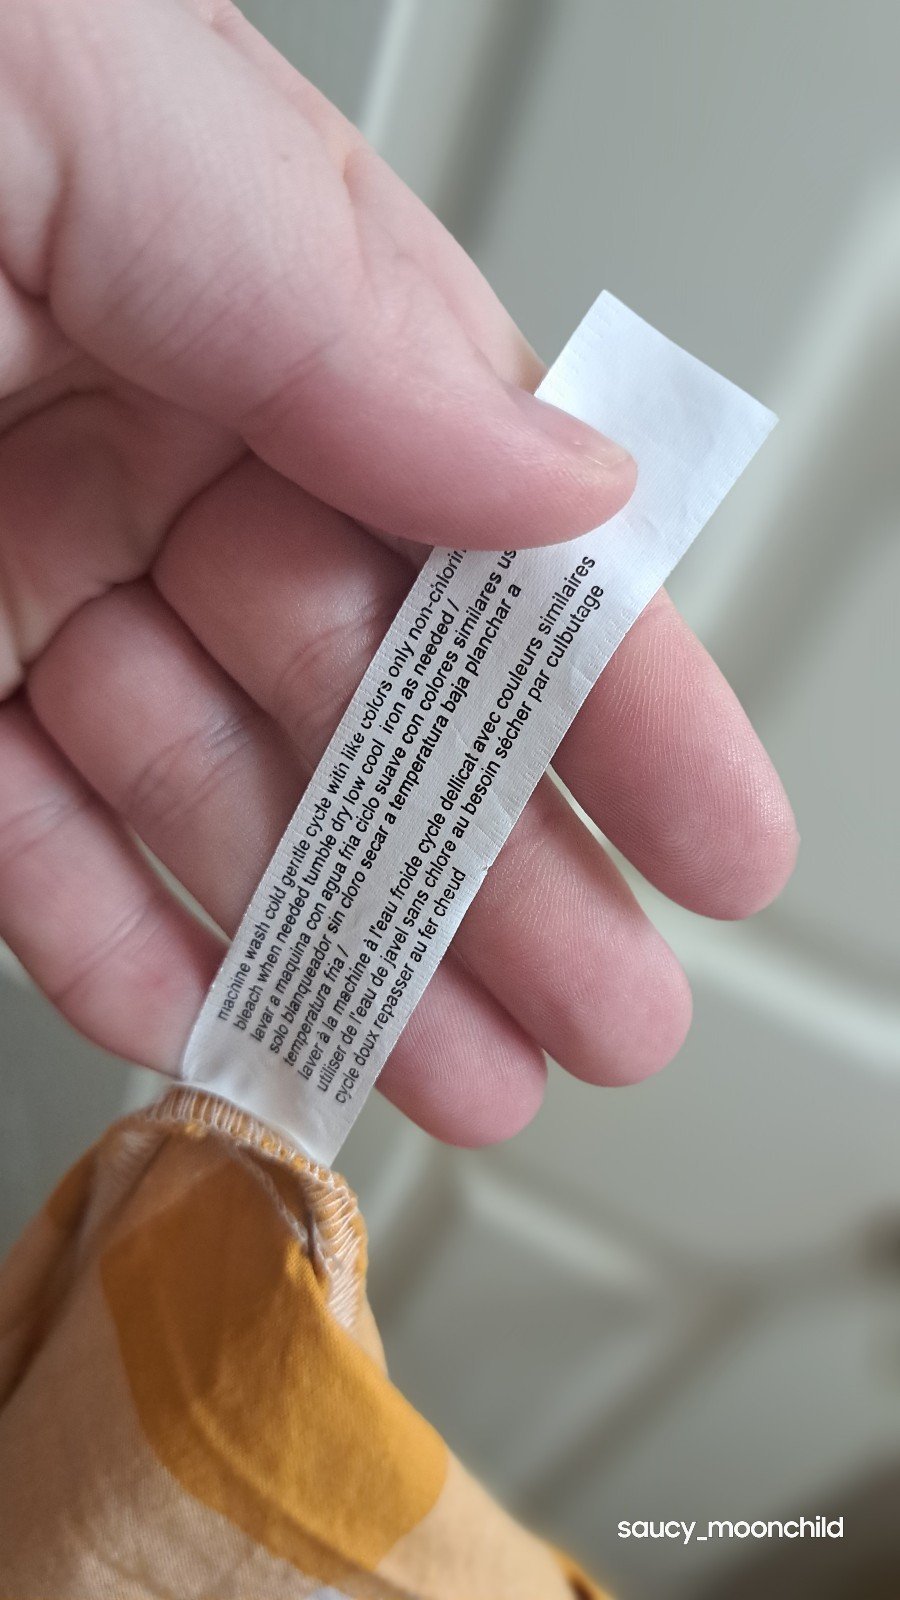 machine wash cold gentle cycle with like colors only non-chlorin
bleach when needed tumble dry low cool iron as needed /
lavar a maquina con agua fria ciclo suave con colores similares us
solo blanqueador sin cloro secar a temperatura baja planchar a
temperatura fria /
laver à la machine à l'eau froide cycle dellicat avec couleurs similaires
utiliser de l'eau de javel sans chlore au besoin sécher par culbutage
cycle doux repasser au fer cheud
saucy_moonchild